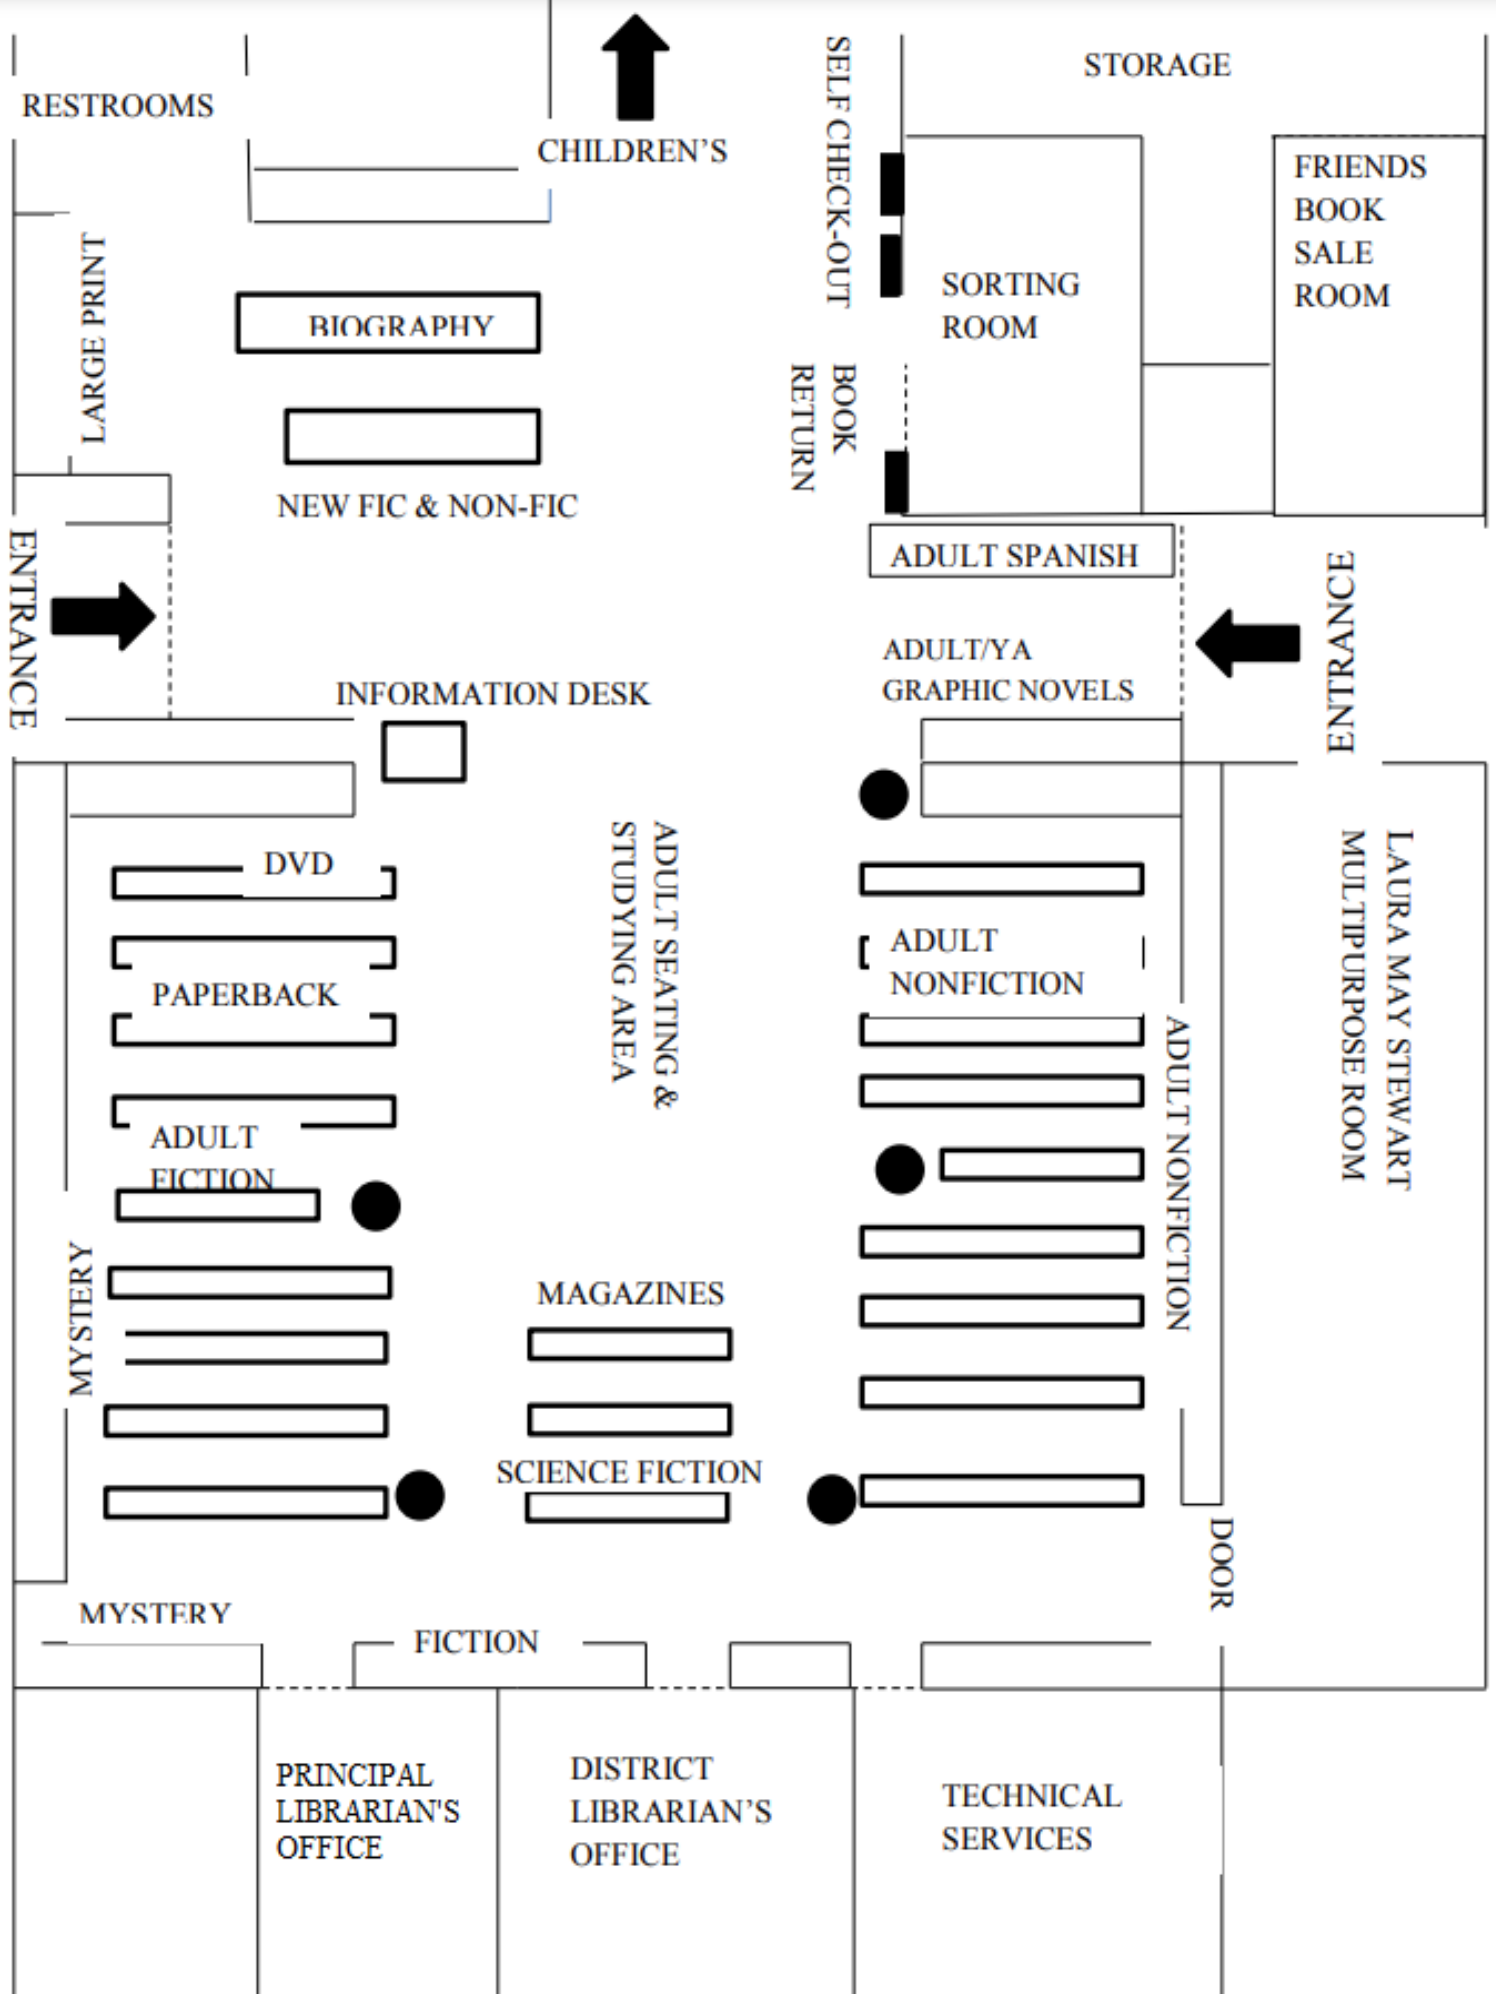 STORAGE
RESTROOMS
CHILDREN'S
SELF CHECK-OUT
FRIENDS
BOOK
SALE
ROOM
LARGE PRINT
BIOGRAPHY
SORTING
ROOM
BOOK
RETURN
NEW FIC & NON-FIC
ENTRANCE
ADULT SPANISH
ENTRANCE
ADULT/YA
GRAPHIC NOVELS
INFORMATION DESK
DVD
ADULT SEATING &
STUDYING AREA
LAURA MAY STEWART
MULTIPURPOSE ROOM
PAPERBACK
ADULT
NONFICTION
ADULT NONFICTION
ADULT
FICTION
MYSTERY
MAGAZINES
SCIENCE FICTION
DOOR
MYSTERY
FICTION
PRINCIPAL
LIBRARIAN'S
OFFICE
DISTRICT
LIBRARIAN’S
OFFICE
TECHNICAL
SERVICES